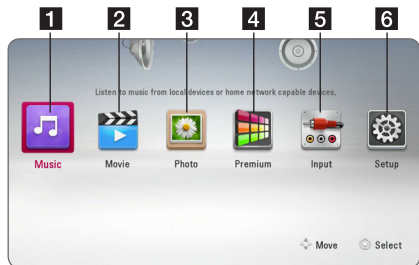 1 2 3 4 5 6
Listen to music from local devices or home network capable devices.
Music Movie Photo Premium Input Setup
Move Select